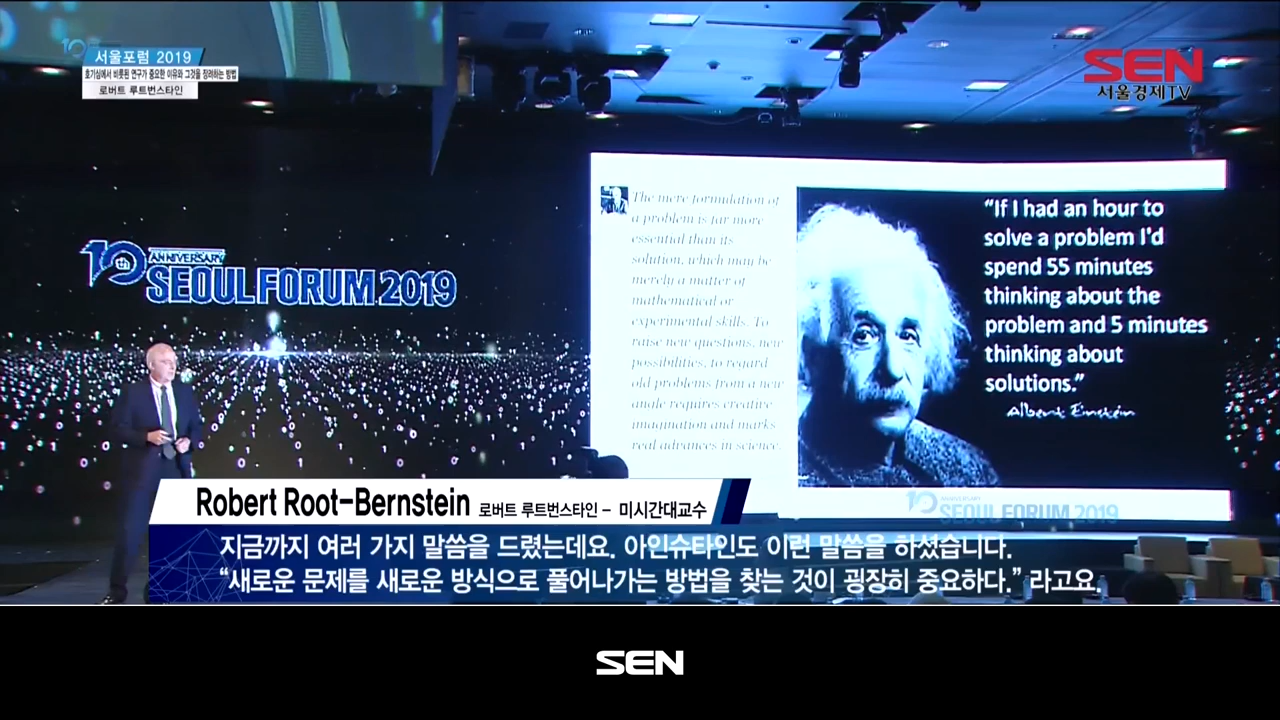 서울포럼 2019
호기심에서 비롯된 연구가 중요한 이유와 그것을 장려하는 방법
로버트 루트번스타인
SEN
서울경제TV
10 ANNIVERSARY
SEOUL FORUM 2019
The mere formulation of
a problem is far more
essential than its
solution, which may be
merely a matter of
mathematical or
experimental skills. To
raise new questions, new
possibilities, to regard
old problems from a new
angle requires creative
imagination and marks
real advances in science.
“If I had an hour to
solve a problem I'd
spend 55 minutes
thinking about the
problem and 5 minutes
thinking about
solutions.”
Albert Einstein
10 ANNIVERSARY
SEOUL FORUM 2019
Robert Root-Bernstein 로버트 루트번스타인 - 미시간대교수
지금까지 여러 가지 말씀을 드렸는데요. 아인슈타인도 이런 말씀을 하셨습니다.
“새로운 문제를 새로운 방식으로 풀어나가는 방법을 찾는 것이 굉장히 중요하다.” 라고요.
SEN